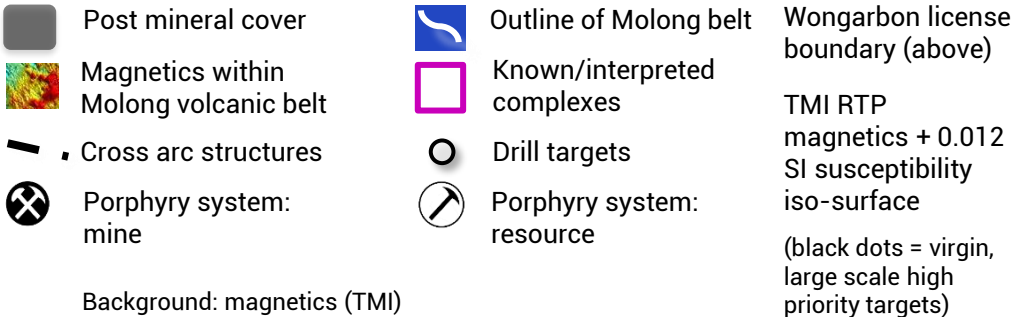 Post mineral cover
Magnetics within
Molong volcanic belt
Cross arc structures
Porphyry system:
mine
Background: magnetics (TMI)
Outline of Molong belt
Known/interpreted
complexes
Drill targets
Porphyry system:
resource
Wongarbon license
boundary (above)
TMI RTP
magnetics + 0.012
SI susceptibility
iso-surface
(black dots = virgin,
large scale high
priority targets)